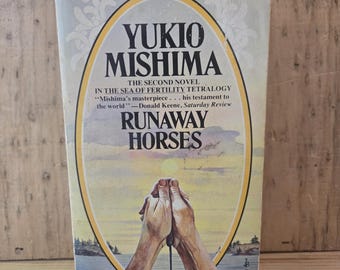 YUKIO
MISHIMA
THE SECOND NOVEL
IN THE SEA OF FERTILITY TETRALOGY
"Mishima's masterpiece . . . his testament to
the world"—Donald Keene, Saturday Review
RUNAWAY
HORSES